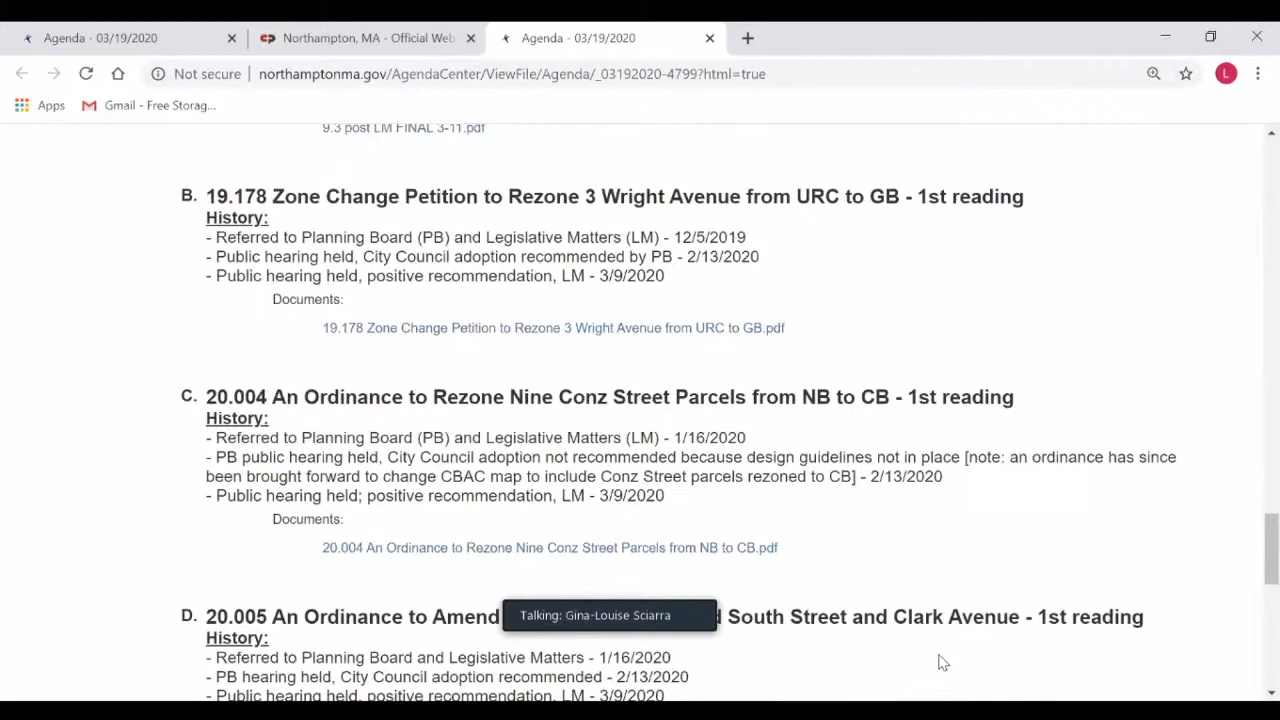 Agenda - 03/19/2020
Northampton, MA - Official Web
Agenda - 03/19/2020
Not secure
northamptonma.gov/AgendaCenter/ViewFile/Agenda/_03192020-4799?html=true
L
Apps
Gmail - Free Storag...
9.3 post LM FINAL 3-11.pdf
B. 19.178 Zone Change Petition to Rezone 3 Wright Avenue from URC to GB - 1st reading
History:
- Referred to Planning Board (PB) and Legislative Matters (LM) - 12/5/2019
- Public hearing held, City Council adoption recommended by PB - 2/13/2020
- Public hearing held, positive recommendation, LM - 3/9/2020
Documents:
19.178 Zone Change Petition to Rezone 3 Wright Avenue from URC to GB.pdf
C. 20.004 An Ordinance to Rezone Nine Conz Street Parcels from NB to CB - 1st reading
History:
- Referred to Planning Board (PB) and Legislative Matters (LM) - 1/16/2020
- PB public hearing held, City Council adoption not recommended because design guidelines not in place [note: an ordinance has since
been brought forward to change CBAC map to include Conz Street parcels rezoned to CB] - 2/13/2020
- Public hearing held; positive recommendation, LM - 3/9/2020
Documents:
20.004 An Ordinance to Rezone Nine Conz Street Parcels from NB to CB.pdf
D. 20.005 An Ordinance to Amend South Street and Clark Avenue - 1st reading
Talking: Gina-Louise Sciarra
History:
- Referred to Planning Board and Legislative Matters - 1/16/2020
- PB hearing held, City Council adoption recommended - 2/13/2020
- Public hearing held, positive recommendation, LM - 3/9/2020